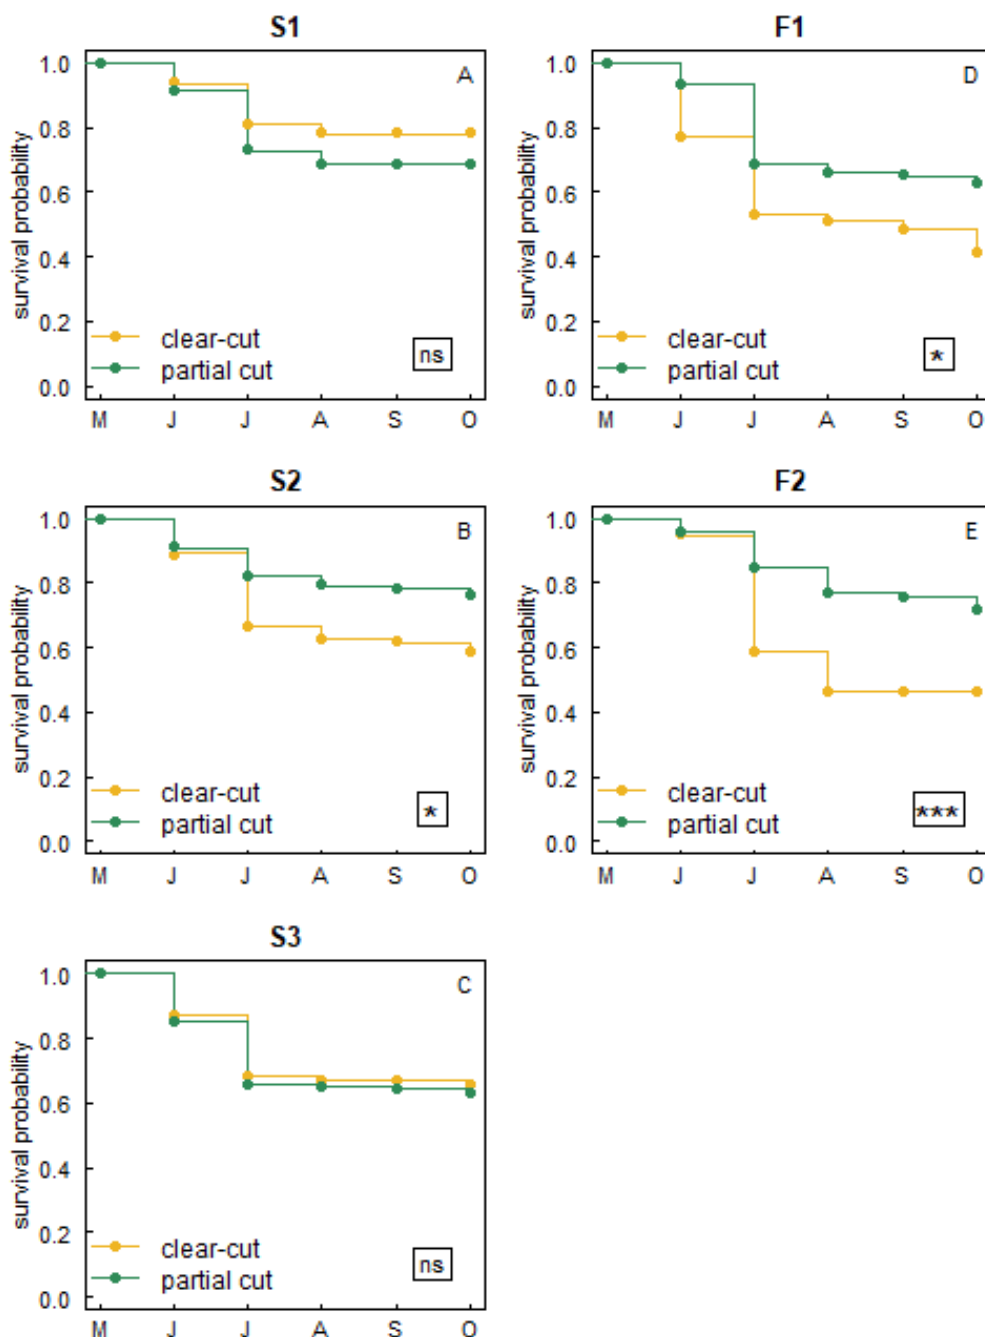 S1
A
1.0
0.8
0.6
0.4
0.2
0.0
survival probability
clear-cut
partial cut
ns
M J J A S O
F1
D
1.0
0.8
0.6
0.4
0.2
0.0
survival probability
clear-cut
partial cut
*
M J J A S O
S2
B
1.0
0.8
0.6
0.4
0.2
0.0
survival probability
clear-cut
partial cut
*
M J J A S O
F2
E
1.0
0.8
0.6
0.4
0.2
0.0
survival probability
clear-cut
partial cut
***
M J J A S O
S3
C
1.0
0.8
0.6
0.4
0.2
0.0
survival probability
clear-cut
partial cut
ns
M J J A S O